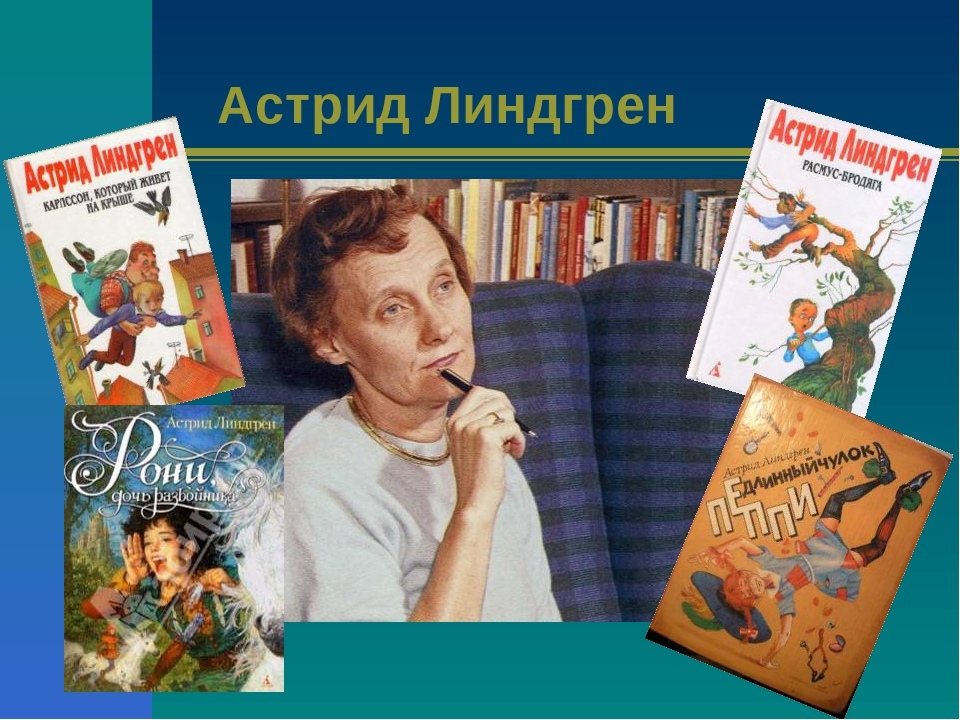 Астрид Линдгрен
Астрид Линдгрен
КАРЛССОН, КОТОРЫЙ ЖИВЕТ
НА КРЫШЕ
Астрид Линдгрен
РАСМУС-БРОДЯГА
Астрид Линдгрен
Рони,
дочь разбойника
Астрид Линдгрен
ПЕППИ
ДЛИННЫЙЧУЛОК